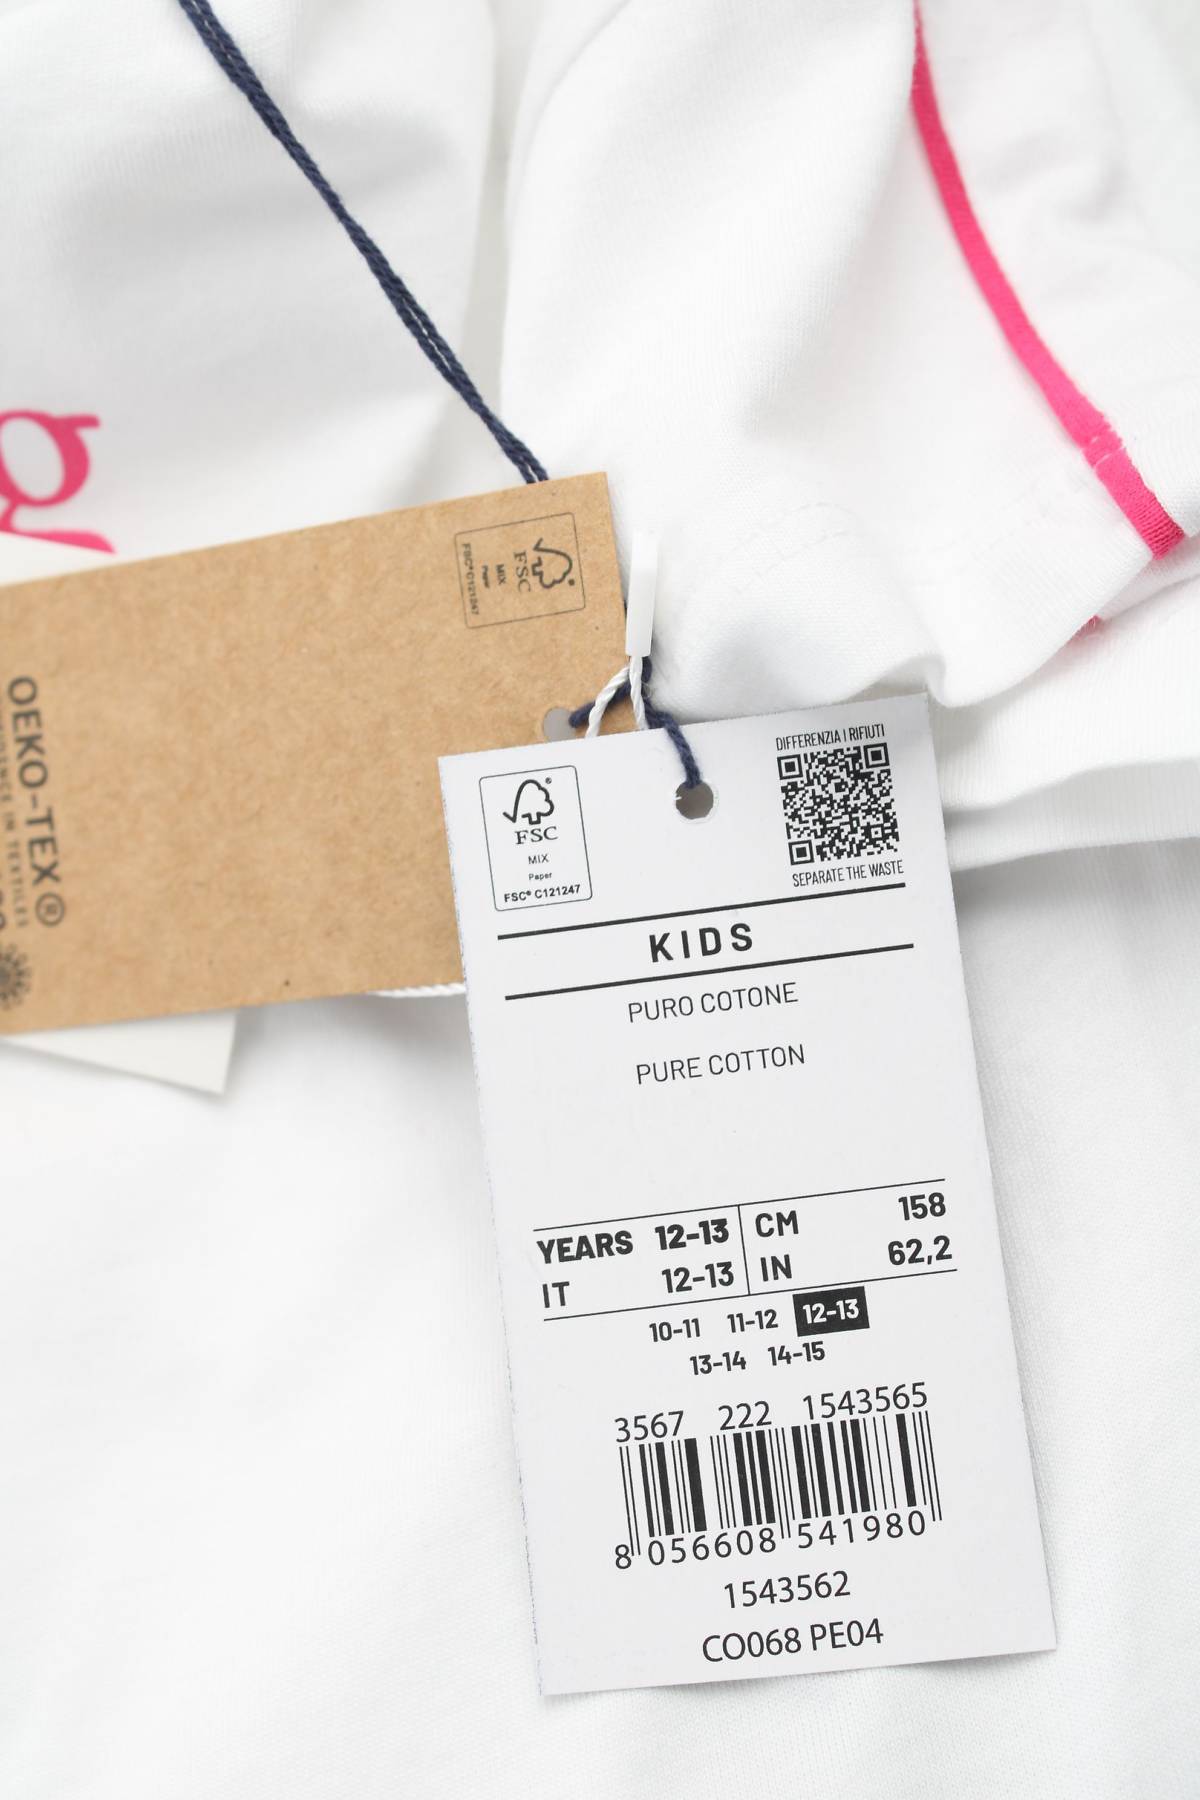 g
FSC
MIX
Paper
FSC® C121247
OEKO-TEX®
IN TEXTILES
DIFFERENZIA I RIFIUTI
SEPARATE THE WASTE
FSC
MIX
Paper
FSC® C121247
KIDS
PURO COTONE
PURE COTTON
YEARS 12-13 CM 158
IT 12-13 IN 62,2
10-11 11-12 12-13
13-14 14-15
3567 222 1543565
8 056608 541980
1543562
CO068 PE04